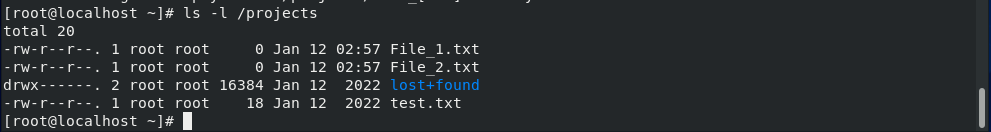 [root@localhost ~]# ls -l /projects
total 20
-rw-r--r--. 1 root root     0 Jan 12 02:57 File_1.txt
-rw-r--r--. 1 root root     0 Jan 12 02:57 File_2.txt
drwx------. 2 root root 16384 Jan 12  2022 lost+found
-rw-r--r--. 1 root root    18 Jan 12  2022 test.txt
[root@localhost ~]#